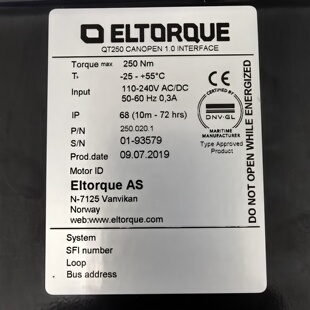 ELTORQUE
QT250 CANOPEN 1.0 INTERFACE
Torque max 250 Nm
T. -25 - +55°C
Input 110-240V AC/DC
50-60 Hz 0,3A
IP 68 (10m - 72 hrs)
P/N 250.020.1
S/N 01-93579
Prod.date 09.07.2019
Motor ID
Eltorque AS
N-7125 Vanvikan
Norway
web:www.eltorque.com
System
SFI number
Loop
Bus address
CERTIFIED
DNV·GL
MARITIME
MANUFACTURER
Type Approved
Product
DO NOT OPEN WHILE ENERGIZED